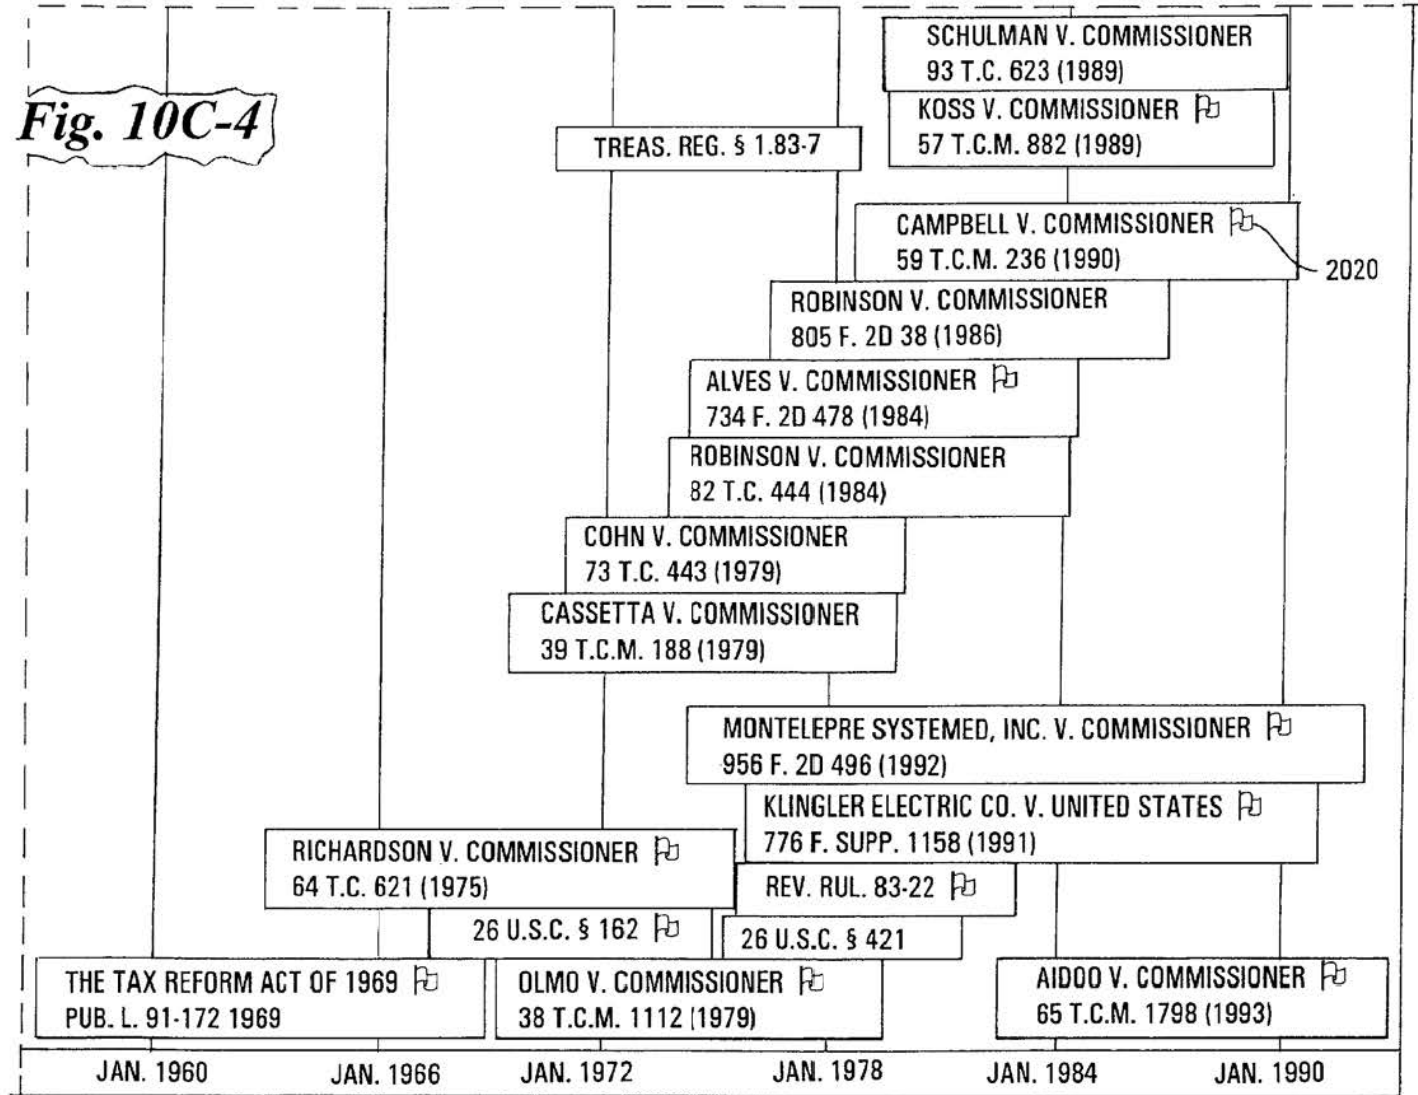 SCHULMAN V. COMMISSIONER
93 T.C. 623 (1989)
Fig. 10C-4
KOSS V. COMMISSIONER
57 T.C.M. 882 (1989)
TREAS. REG. § 1.83-7
CAMPBELL V. COMMISSIONER
59 T.C.M. 236 (1990)
2020
ROBINSON V. COMMISSIONER
805 F. 2D 38 (1986)
ALVES V. COMMISSIONER
734 F. 2D 478 (1984)
ROBINSON V. COMMISSIONER
82 T.C. 444 (1984)
COHN V. COMMISSIONER
73 T.C. 443 (1979)
CASSETTA V. COMMISSIONER
39 T.C.M. 188 (1979)
MONTELEPRE SYSTEMED, INC. V. COMMISSIONER
956 F. 2D 496 (1992)
KLINGLER ELECTRIC CO. V. UNITED STATES
776 F. SUPP. 1158 (1991)
RICHARDSON V. COMMISSIONER
64 T.C. 621 (1975)
REV. RUL. 83-22
26 U.S.C. § 162
26 U.S.C. § 421
THE TAX REFORM ACT OF 1969
PUB. L. 91-172 1969
OLMO V. COMMISSIONER
38 T.C.M. 1112 (1979)
AIDOO V. COMMISSIONER
65 T.C.M. 1798 (1993)
JAN. 1960
JAN. 1966
JAN. 1972
JAN. 1978
JAN. 1984
JAN. 1990